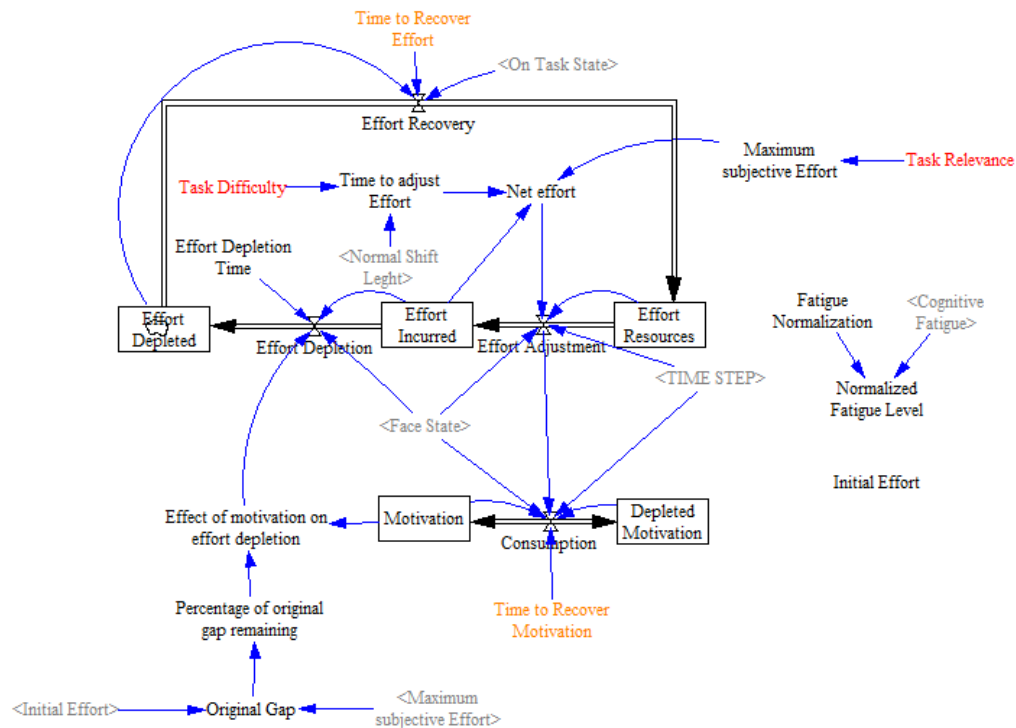 Time to Recover
Effort
<On Task State>
Effort Recovery
Maximum
subjective Effort
Task Relevance
Task Difficulty
Time to adjust
Effort
Net effort
Effort Depletion
Time
<Normal Shift
Leght>
Effort
Depleted
Effort Depletion
Effort
Incurred
Effort Adjustment
Effort
Resources
Fatigue
Normalization
<Cognitive
Fatigue>
<TIME STEP>
Normalized
Fatigue Level
<Face State>
Initial Effort
Effect of motivation on
effort depletion
Motivation
Consumption
Depleted
Motivation
Percentage of original
gap remaining
Time to Recover
Motivation
<Initial Effort>
Original Gap
<Maximum
subjective Effort>